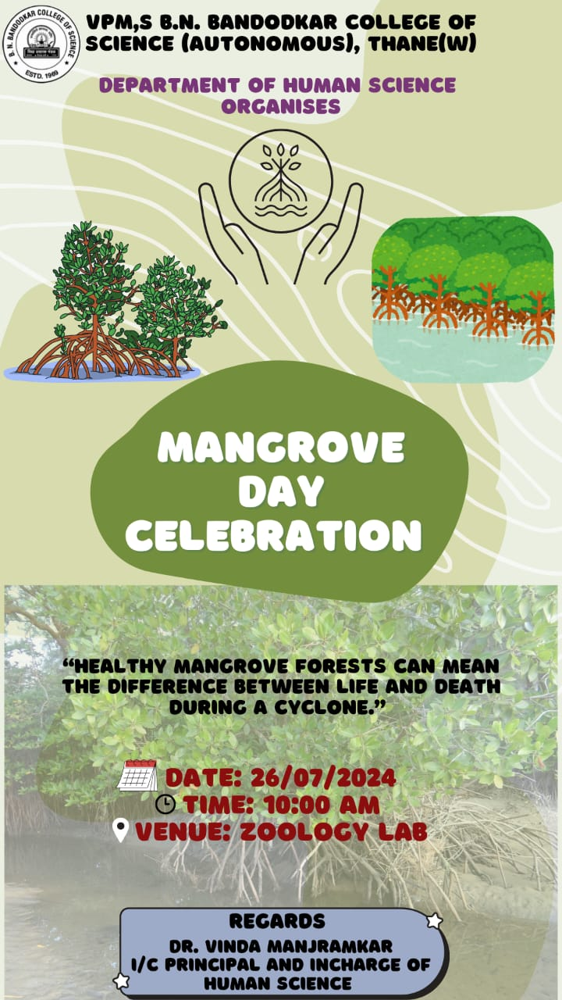 B. N. BANDODKAR COLLEGE OF SCIENCE
ESTD. 1969
VPM,S B.N. BANDODKAR COLLEGE OF
SCIENCE (AUTONOMOUS), THANE(W)
DEPARTMENT OF HUMAN SCIENCE
ORGANISES
MANGROVE
DAY
CELEBRATION
“HEALTHY MANGROVE FORESTS CAN MEAN
THE DIFFERENCE BETWEEN LIFE AND DEATH
DURING A CYCLONE.”
DATE: 26/07/2024
TIME: 10:00 AM
VENUE: ZOOLOGY LAB
REGARDS
DR. VINDA MANJRAMKAR
I/C PRINCIPAL AND INCHARGE OF
HUMAN SCIENCE